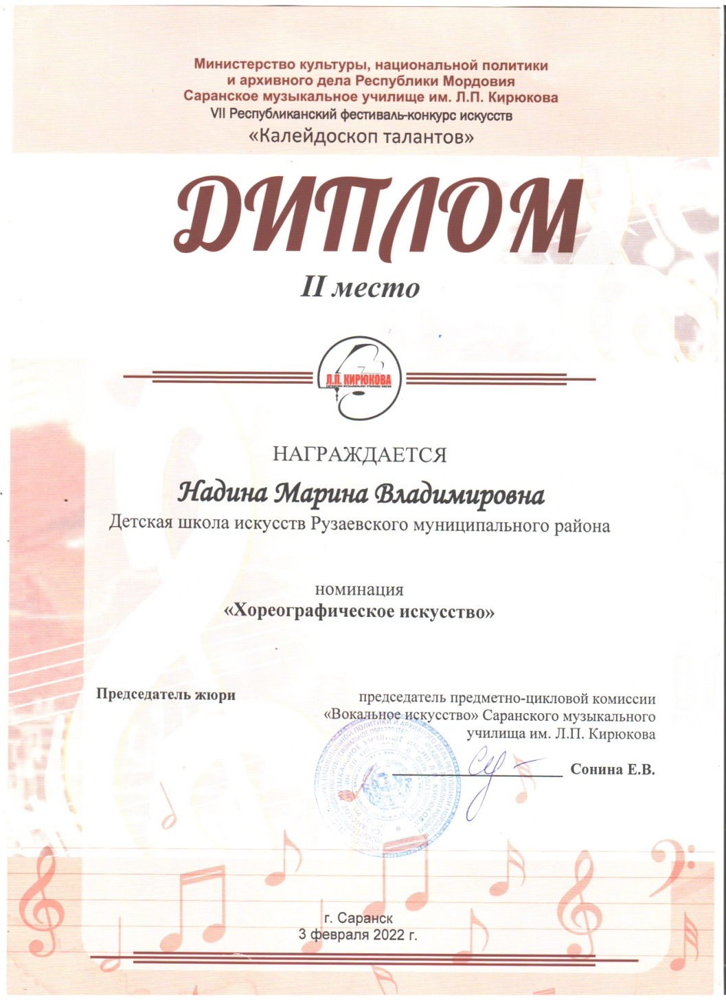 Министерство культуры, национальной политики
и архивного дела Республики Мордовия
Саранское музыкальное училище им. Л.П. Кирюкова
VII Республиканский фестиваль-конкурс искусств
«Калейдоскоп талантов»
ДИПЛОМ
II место
Л.П. КИРЮКОВА
НАГРАЖДАЕТСЯ
Надина Марина Владимировна
Детская школа искусств Рузаевского муниципального района
номинация
«Хореографическое искусство»
Председатель жюри
председатель предметно-цикловой комиссии
«Вокальное искусство» Саранского музыкального
училища им. Л.П. Кирюкова
Сонина Е.В.
г. Саранск
3 февраля 2022 г.